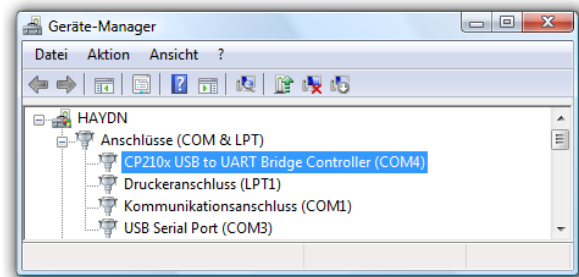 Geräte-Manager
Datei Aktion Ansicht ?
HAYDN
Anschlüsse (COM & LPT)
CP210x USB to UART Bridge Controller (COM4)
Druckeranschluss (LPT1)
Kommunikationsanschluss (COM1)
USB Serial Port (COM3)